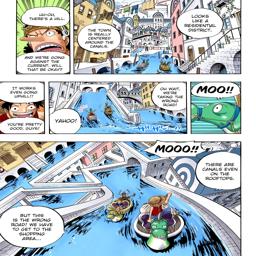 UH-OH, THERE'S A HILL.
AND WE'RE GOING AGAINST THE CURRENT. WILL THAT BE OKAY?
THE TOWN IS REALLY CENTERED AROUND THE CANALS.
LOOKS LIKE A RESIDENTIAL DISTRICT.
IT WORKS EVEN GOING UPHILL!
YOU'RE PRETTY GOOD, GUYS!
YAHOO!
OH WAIT, WE'RE TAKING THE WRONG ROAD!
MOO!!
MOOO!!
THERE ARE CANALS EVEN ON THE ROOFTOPS.
BUT THIS IS THE WRONG ROAD! WE HAVE TO GET TO THE SHOPPING AREA...